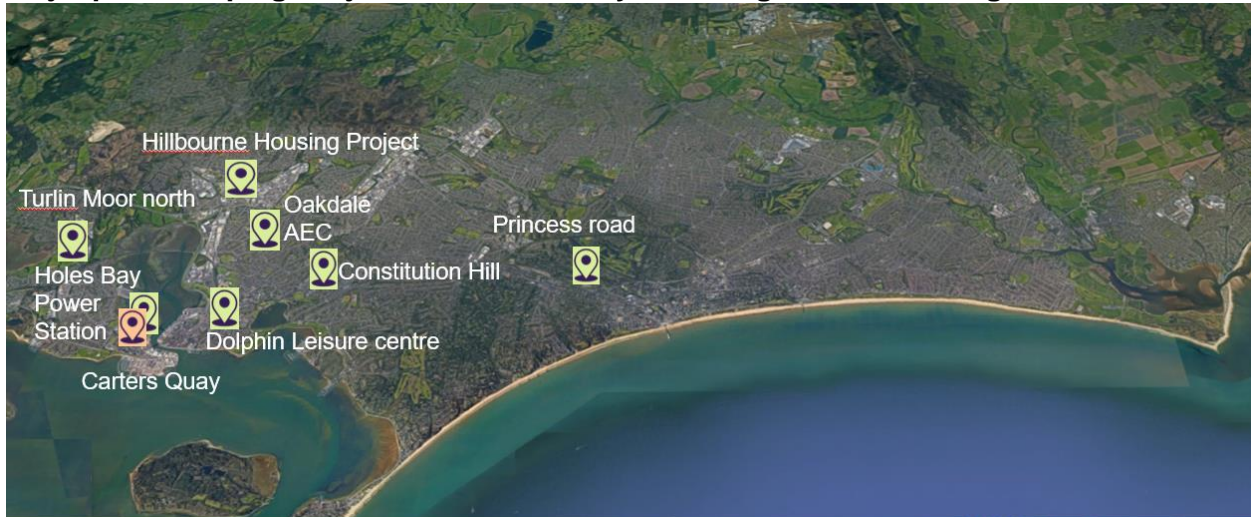 Hillbourne Housing Project
Turlin Moor north
Oakdale
AEC
Princess road
Constitution Hill
Holes Bay
Power
Station
Dolphin Leisure centre
Carters Quay